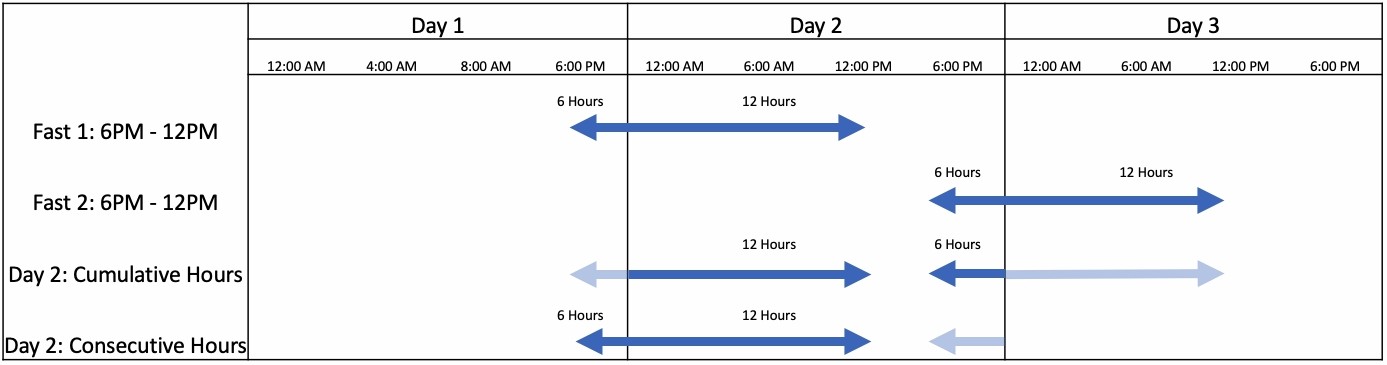 Day 1 Day 2 Day 3
12:00 AM 4:00 AM 8:00 AM 6:00 PM 12:00 AM 6:00 AM 12:00 PM 6:00 PM 12:00 AM 6:00 AM 12:00 PM 6:00 PM
6 Hours 12 Hours
Fast 1: 6PM - 12PM
6 Hours 12 Hours
Fast 2: 6PM - 12PM
12 Hours 6 Hours
Day 2: Cumulative Hours
6 Hours 12 Hours
Day 2: Consecutive Hours